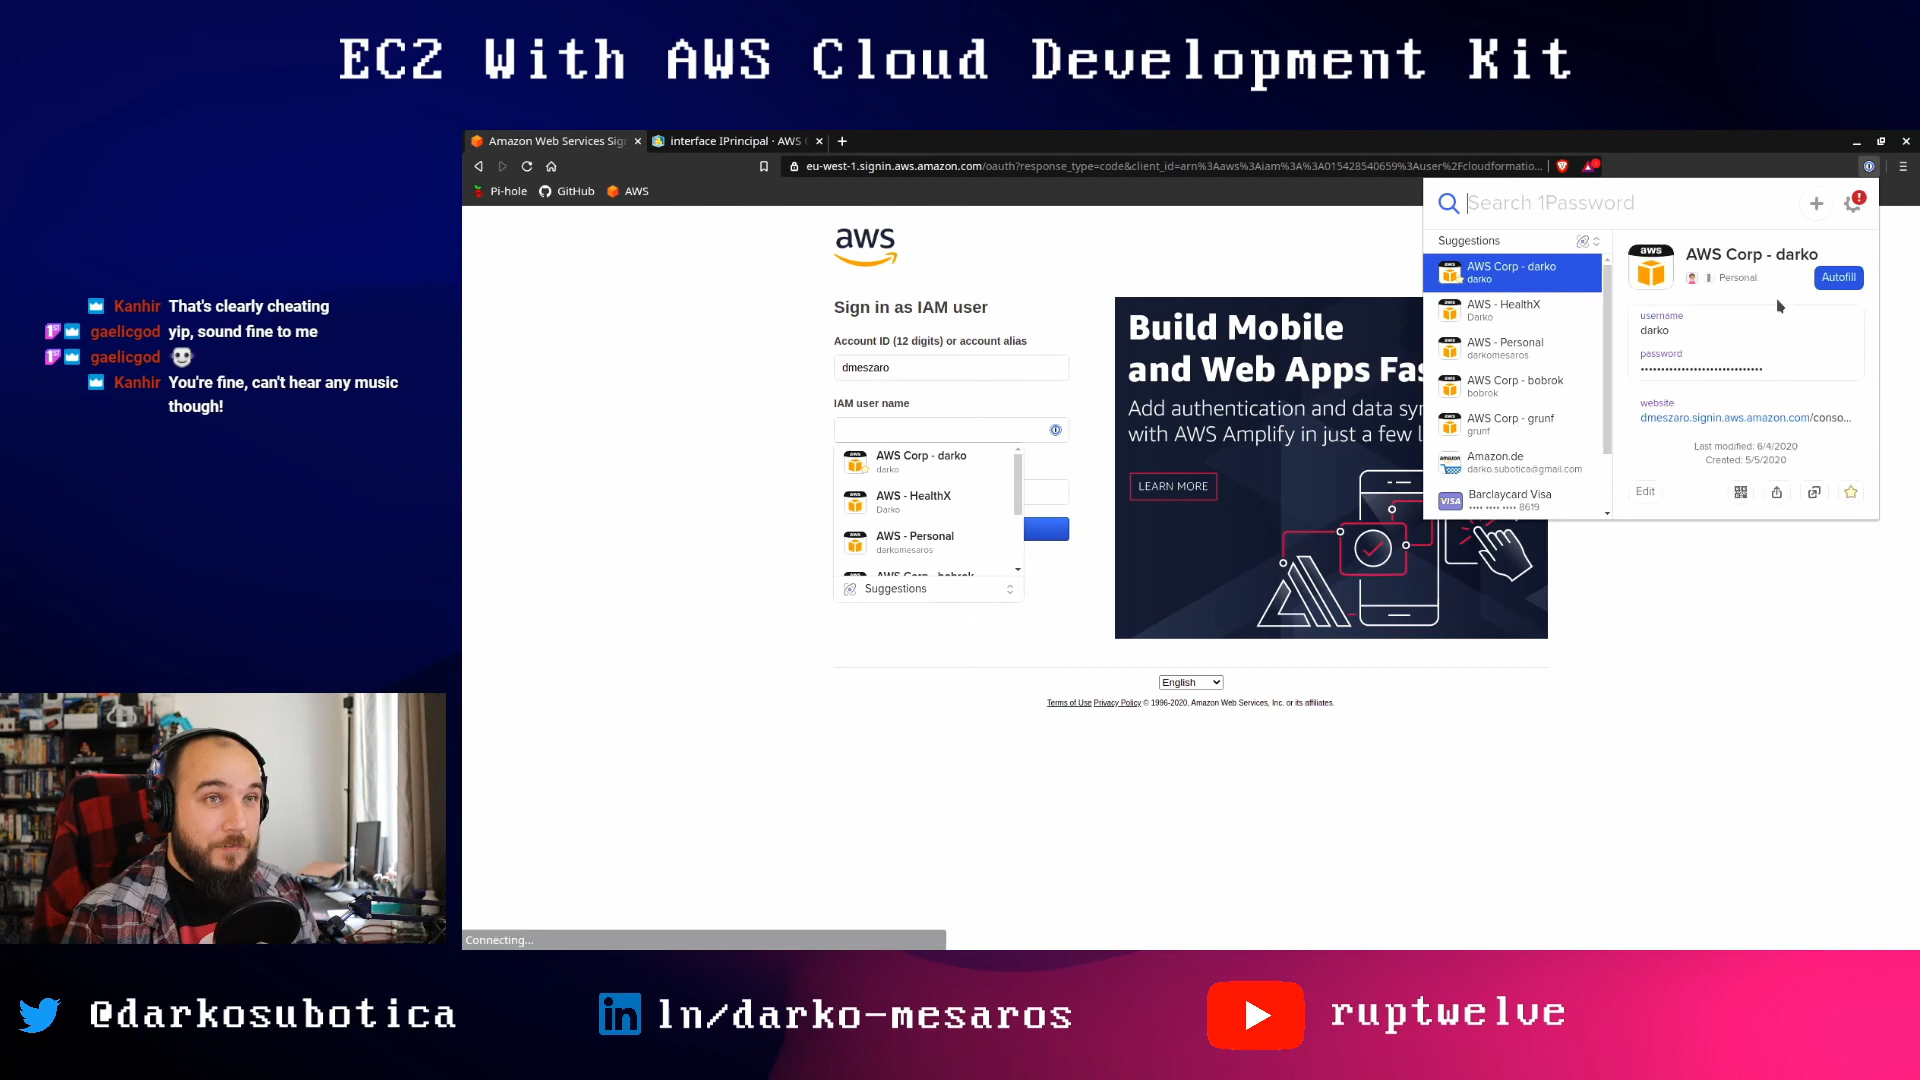 EC2 With AWS Cloud Development Kit
Amazon Web Services Sig
interface IPrincipal · AWS C
eu-west-1.signin.aws.amazon.com/oauth?response_type=code&client_id=arn%3Aaws%3Aiam%3A%3A015428540659%3Auser%2Fcloudformatio...
Pi-hole
GitHub
AWS
Kanhir That's clearly cheating
gaelicgod yip, sound fine to me
gaelicgod
Kanhir You're fine, can't hear any music
though!
aws
Sign in as IAM user
Account ID (12 digits) or account alias
dmeszaro
IAM user name
AWS Corp - darko
darko
AWS - HealthX
Darko
AWS - Personal
darkomesaros
AWS Corp - bobrok
Suggestions
Build Mobile
and Web Apps Fas
Add authentication and data syn
with AWS Amplify in just a few l
LEARN MORE
English
Terms of Use Privacy Policy © 1996-2020, Amazon Web Services, Inc. or its affiliates.
Search 1Password
Suggestions
AWS Corp - darko
darko
AWS - HealthX
Darko
AWS - Personal
darkomesaros
AWS Corp - bobrok
bobrok
AWS Corp - grunf
grunf
Amazon.de
darko.subotica@gmail.com
Barclaycard Visa
•••• •••• •••• 8619
aws
AWS Corp - darko
Personal
Autofill
username
darko
password
••••••••••••••••••••••••••••••
website
dmeszaro.signin.aws.amazon.com/conso...
Last modified: 6/4/2020
Created: 5/5/2020
Edit
Connecting...
@darkosubotica
in
ln/darko-mesaros
ruptwelve